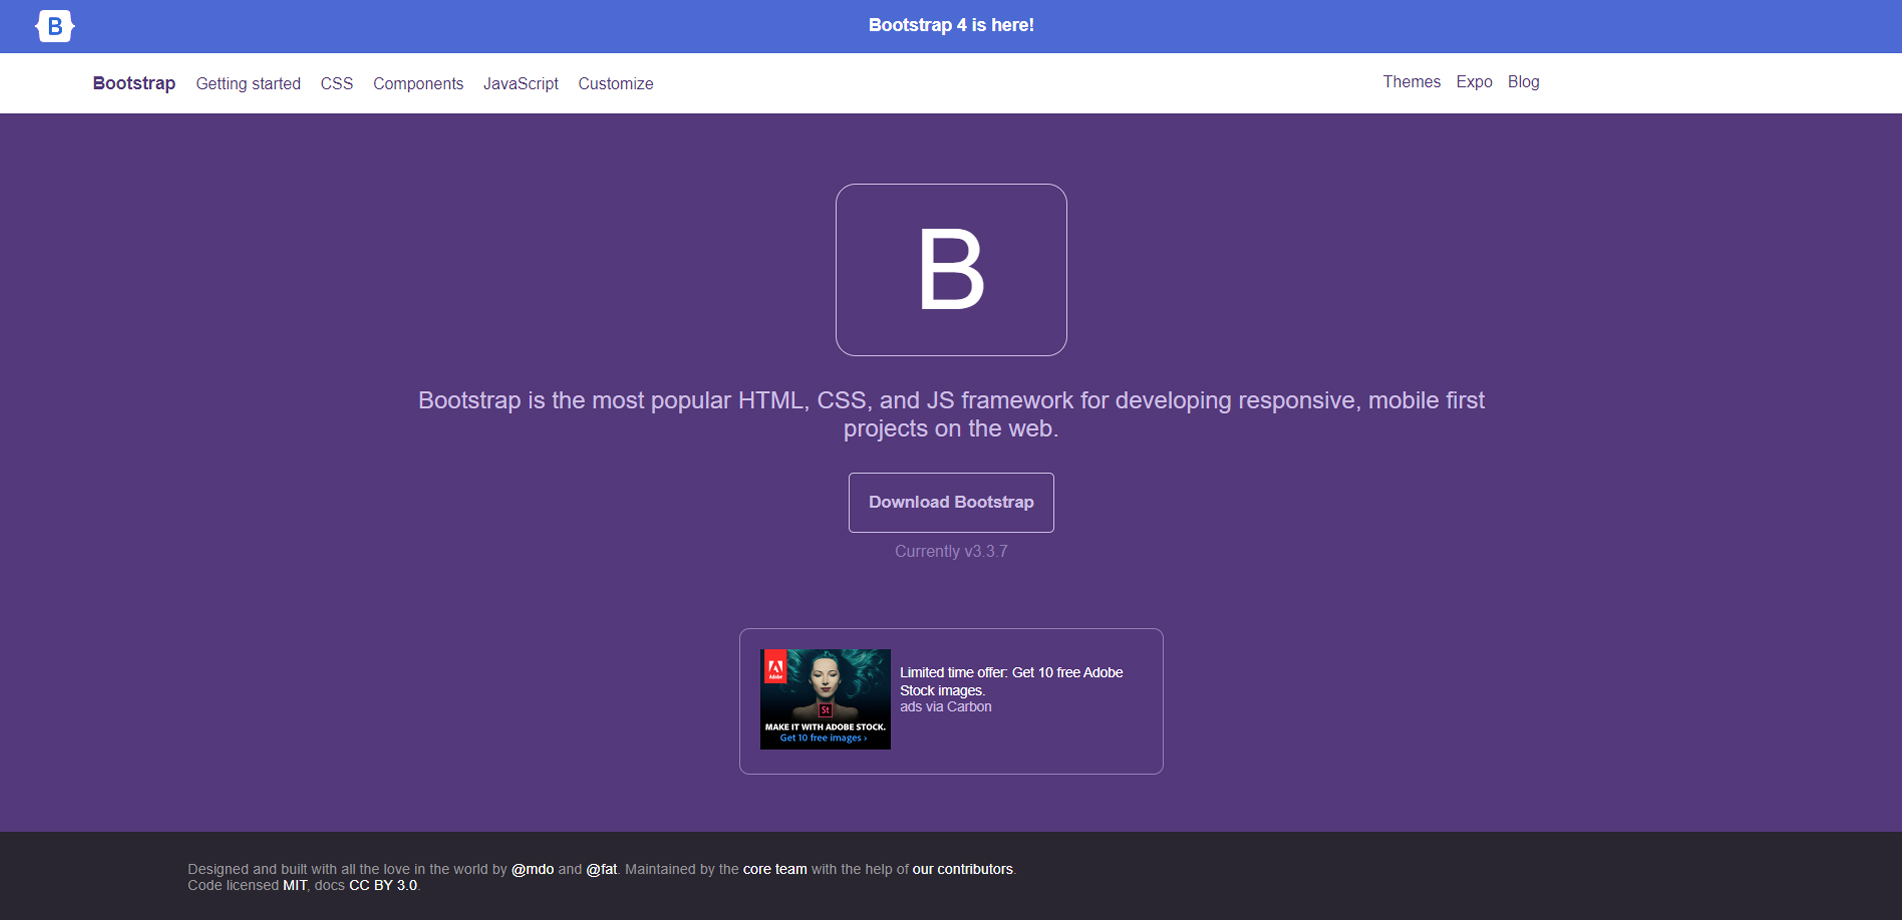 B
Bootstrap 4 is here!
Bootstrap Getting started CSS Components JavaScript Customize
Themes Expo Blog
B
Bootstrap is the most popular HTML, CSS, and JS framework for developing responsive, mobile first
projects on the web.
Download Bootstrap
Currently v3.3.7
Adobe
St
MAKE IT WITH ADOBE STOCK.
Get 10 free images ›
Limited time offer: Get 10 free Adobe
Stock images.
ads via Carbon
Designed and built with all the love in the world by @mdo and @fat. Maintained by the core team with the help of our contributors.
Code licensed MIT, docs CC BY 3.0.